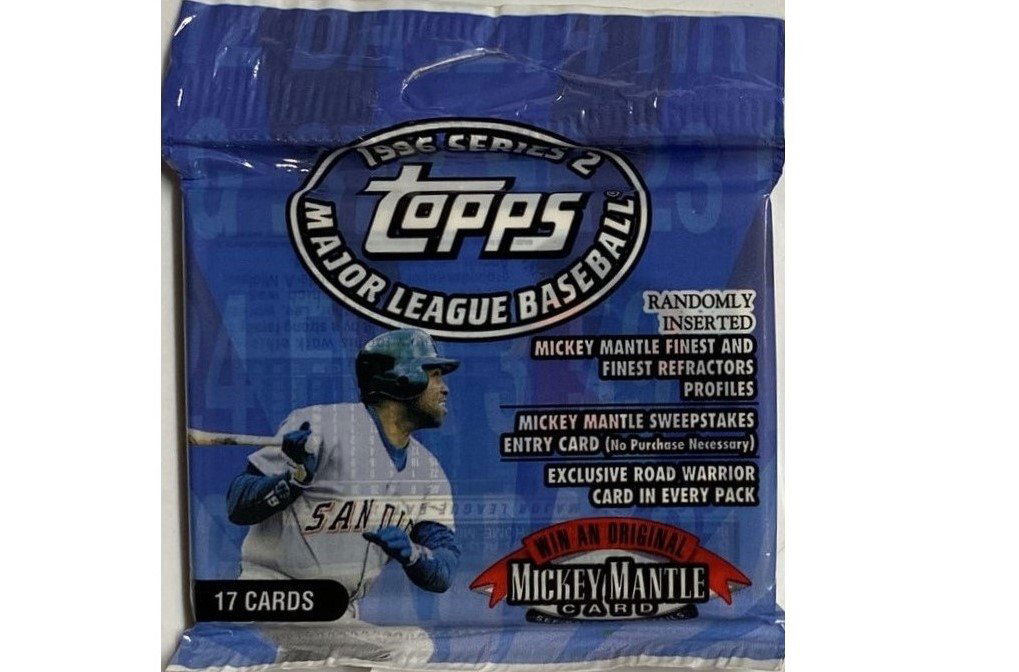 1996 SERIES 2
TOPPS
MAJOR LEAGUE BASEBALL
RANDOMLY
INSERTED
MICKEY MANTLE FINEST AND
FINEST REFRACTORS
PROFILES
MICKEY MANTLE SWEEPSTAKES
ENTRY CARD (No Purchase Necessary)
EXCLUSIVE ROAD WARRIOR
CARD IN EVERY PACK
SAN
WIN AN ORIGINAL
MICKEY MANTLE
CARD
17 CARDS